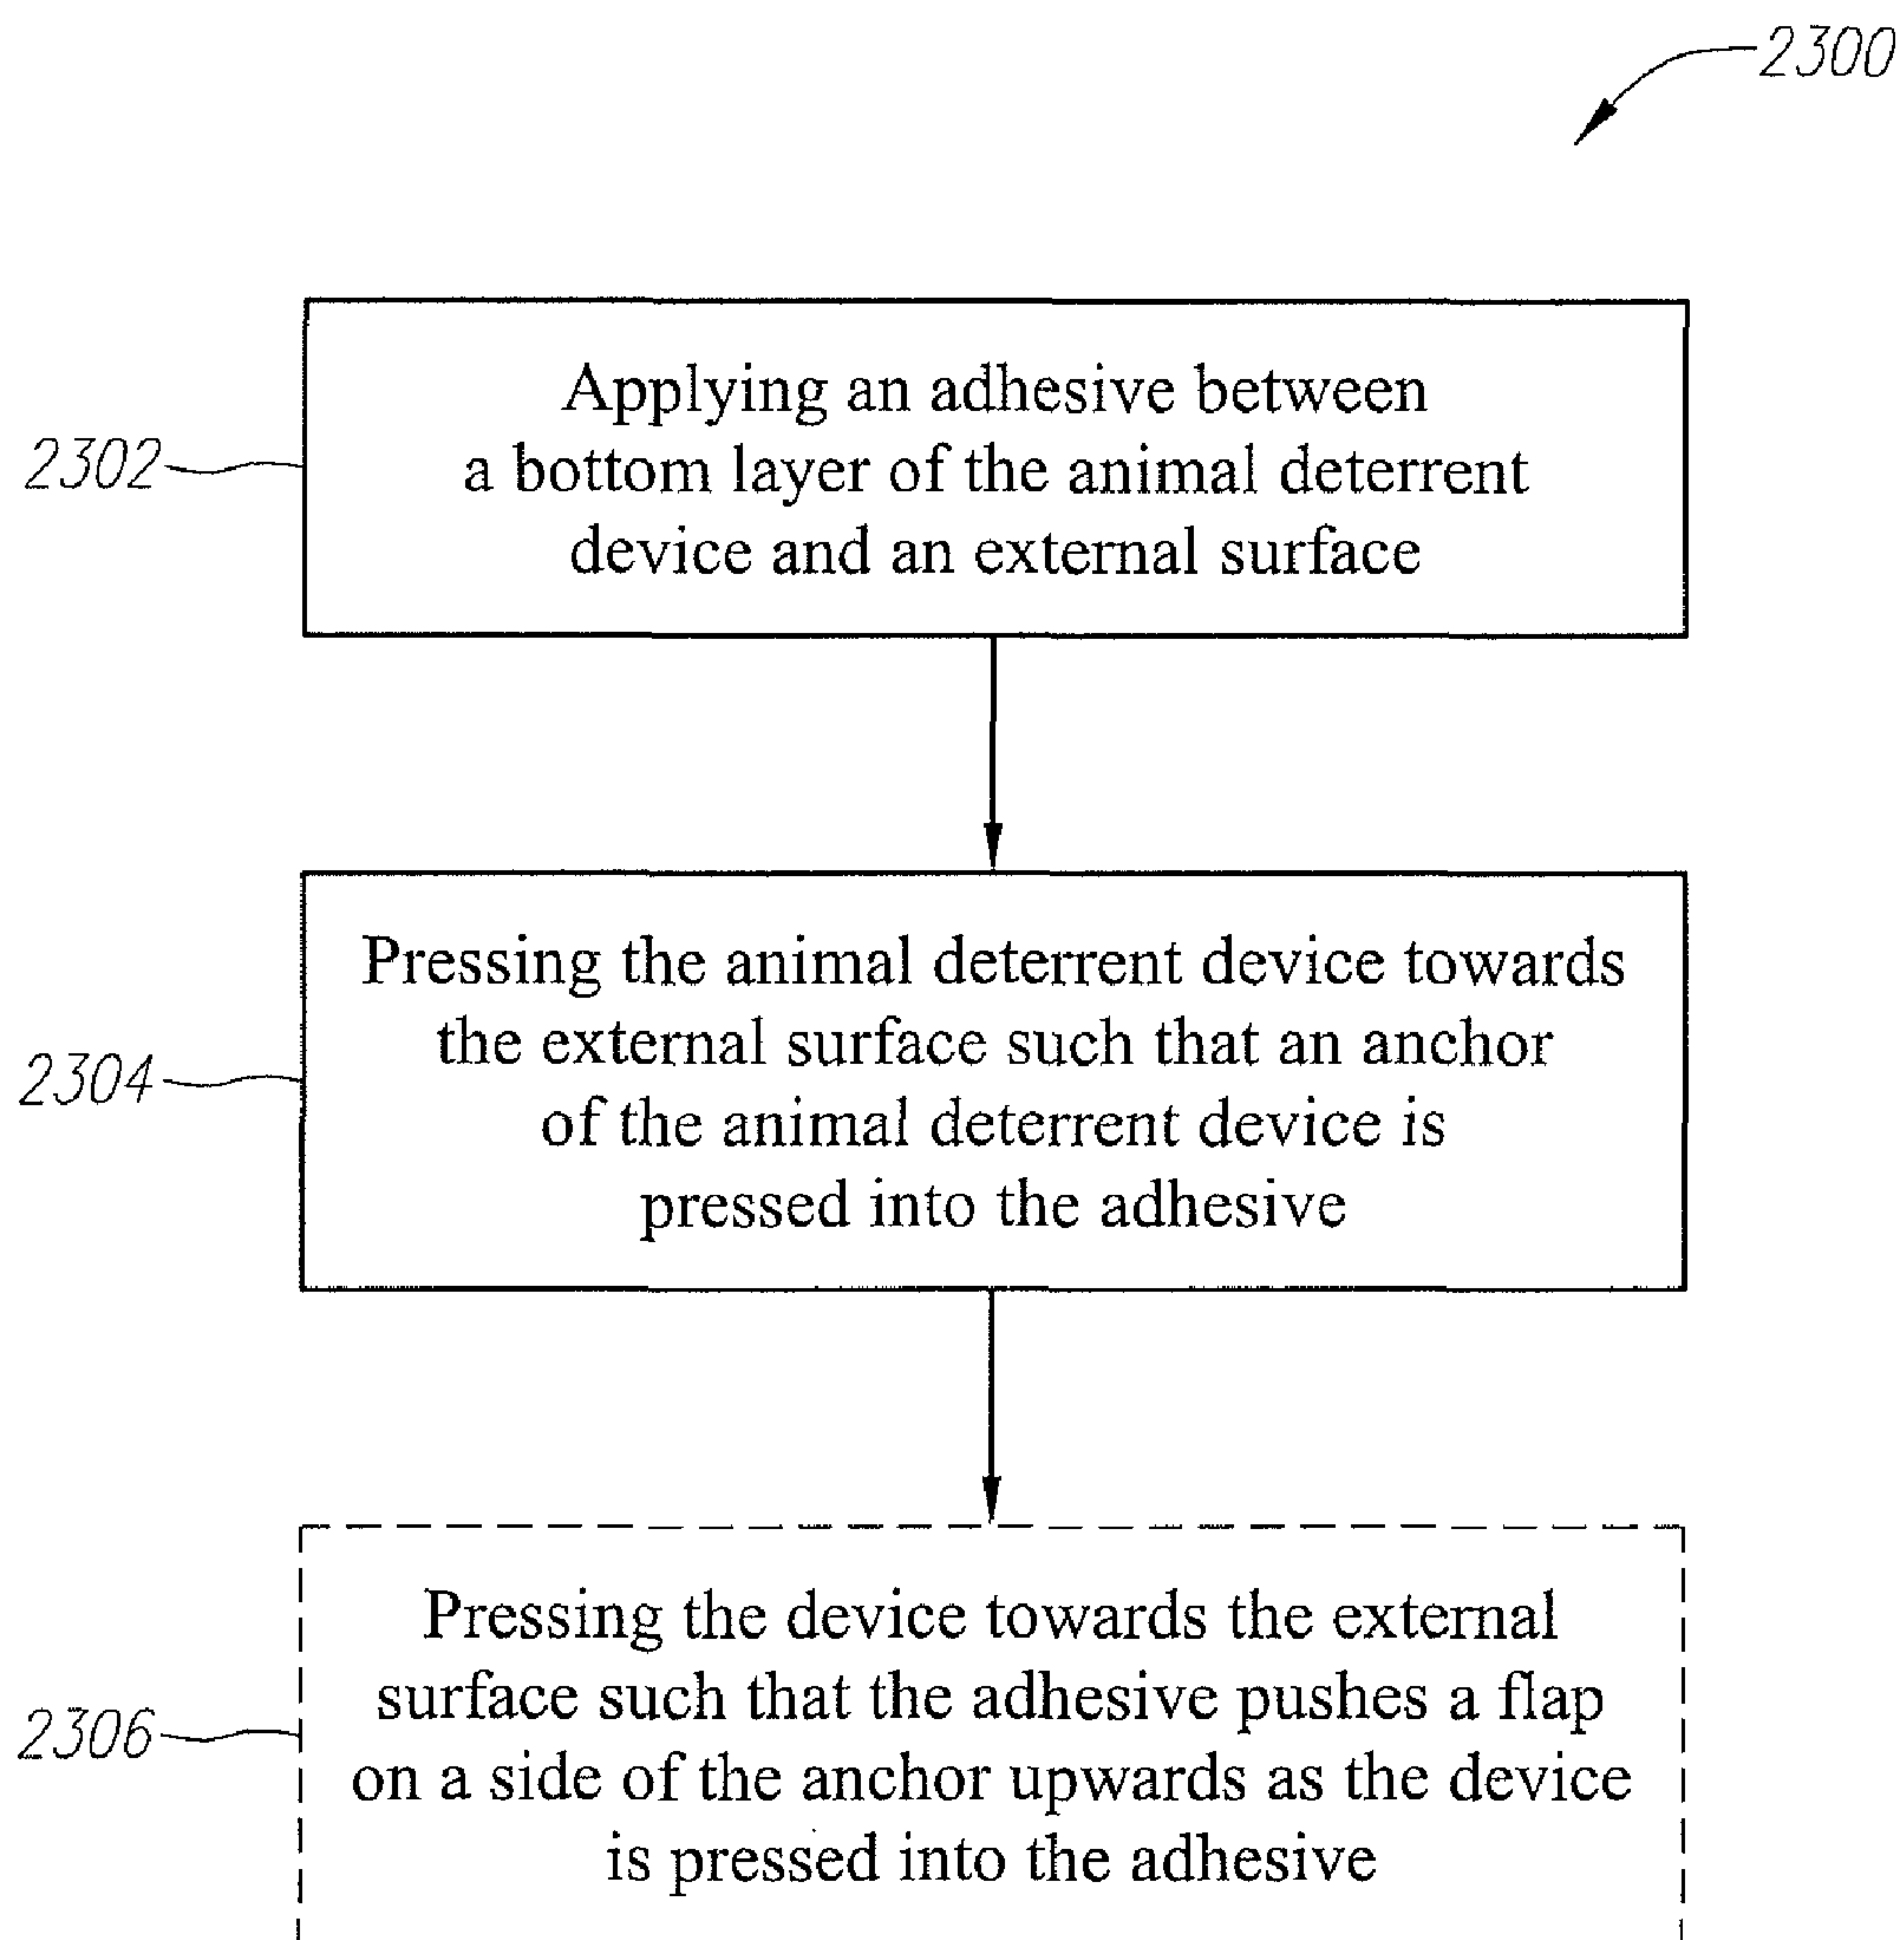 2300
Applying an adhesive between
a bottom layer of the animal deterrent
device and an external surface
2302
Pressing the animal deterrent device towards
the external surface such that an anchor
of the animal deterrent device is
pressed into the adhesive
2304
Pressing the device towards the external
surface such that the adhesive pushes a flap
on a side of the anchor upwards as the device
is pressed into the adhesive
2306